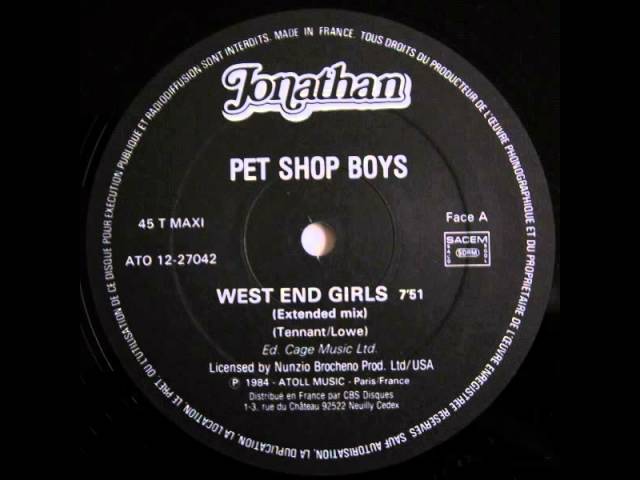 Jonathan
PET SHOP BOYS
45 T MAXI
Face A
ATO 12-27042
SACEM
SDRM
WEST END GIRLS 7'51
(Extended mix)
(Tennant/Lowe)
Ed. Cage Music Ltd.
Licensed by Nunzio Brocheno Prod. Ltd/USA
℗ 1984 - ATOLL MUSIC - Paris/France
Distribué en France par CBS Disques
1-3, rue du Château 92522 Neuilly Cedex
MADE IN FRANCE. TOUS DROITS DU PRODUCTEUR DE L'ŒUVRE PHONOGRAPHIQUE ET DU PROPRIETAIRE DE L'ŒUVRE ENREGISTREE RESERVES SAUF AUTORISATION, LA DUPLICATION, LA LOCATION, LE PRET OU L'UTILISATION DE CE DISQUE POUR EXECUTION PUBLIQUE ET RADIODIFFUSION SONT INTERDITS.